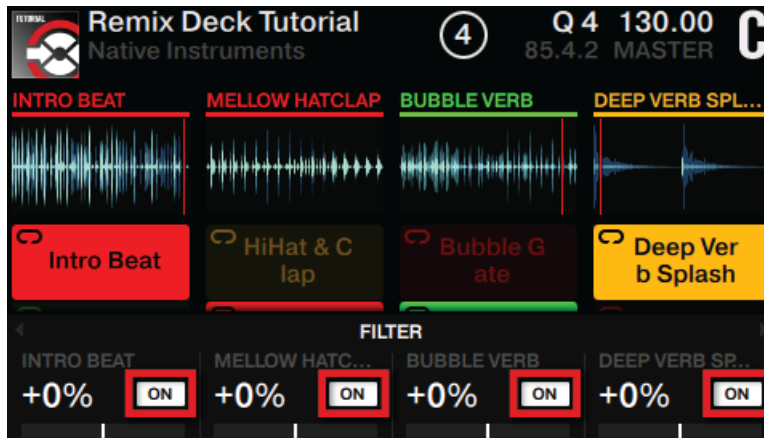 TUTORIAL
Remix Deck Tutorial
Native Instruments
4
Q 4 130.00
85.4.2 MASTER
C
INTRO BEAT MELLOW HATCLAP BUBBLE VERB DEEP VERB SPL...
Intro Beat
HiHat & C
lap
Bubble G
ate
Deep Ver
b Splash
FILTER
INTRO BEAT MELLOW HATC... BUBBLE VERB DEEP VERB SP...
+0% ON +0% ON +0% ON +0% ON